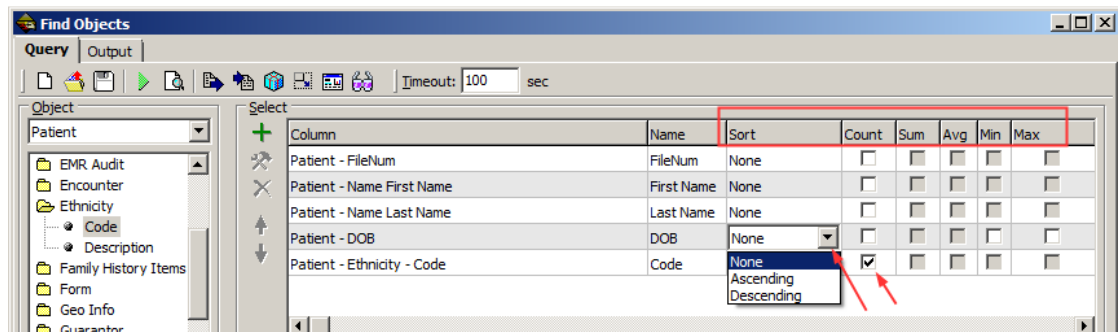 Find Objects
Query Output
Timeout: 100 sec
Object
Patient
EMR Audit
Encounter
Ethnicity
Code
Description
Family History Items
Form
Geo Info
Guarantor
Select
Column Name Sort Count Sum Avg Min Max
Patient - FileNum FileNum None
Patient - Name First Name First Name None
Patient - Name Last Name Last Name None
Patient - DOB DOB None
Patient - Ethnicity - Code Code None
Ascending
Descending